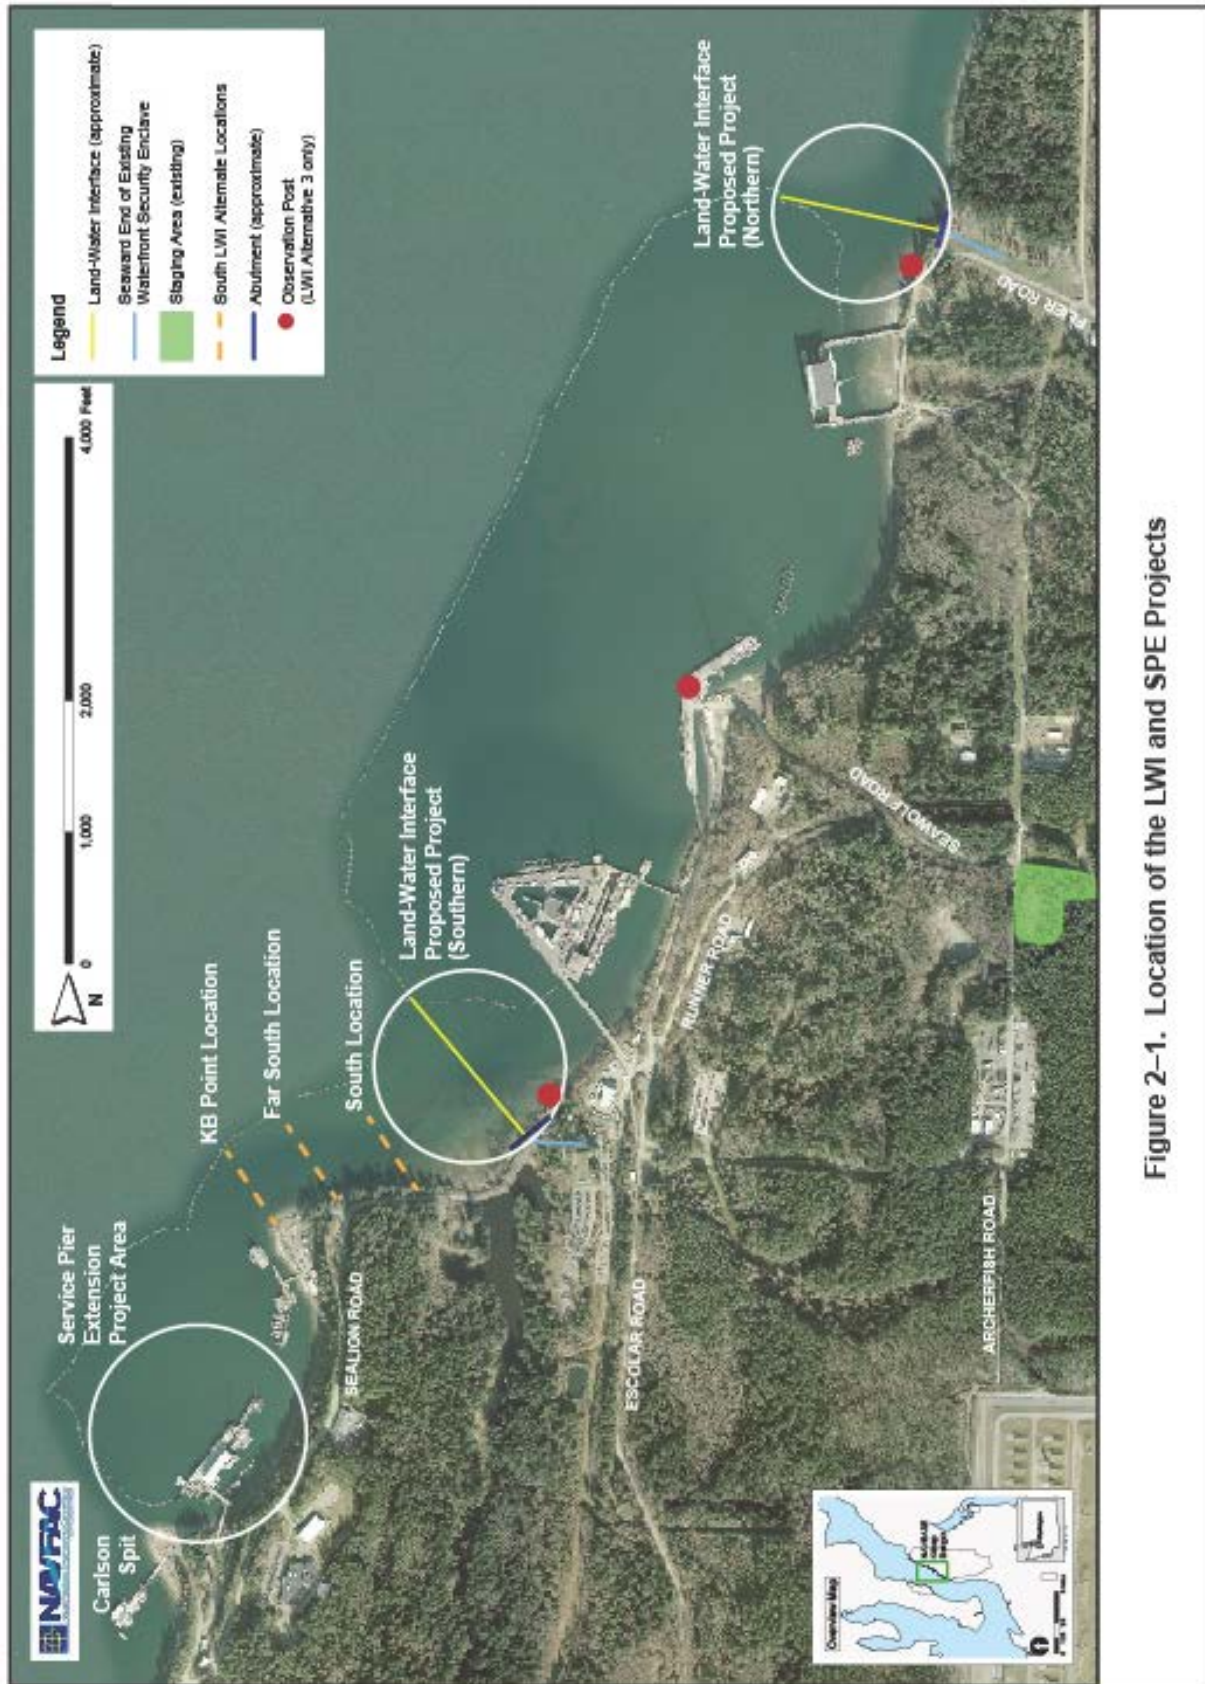 Legend
Land-Water Interface (approximate)
Seaward End of Existing
Waterfront Security Enclave
Staging Area (existing)
South LWI Alternate Locations
Abutment (approximate)
Observation Post
(LWI Alternative 3 only)
N
0
1,000
2,000
4,000 Feet
NAVFAC
Carlson
Spit
Service Pier
Extension
Project Area
KB Point Location
Far South Location
South Location
Land-Water Interface
Proposed Project
(Southern)
Land-Water Interface
Proposed Project
(Northern)
SEALION ROAD
ESCOLAR ROAD
RUNNER ROAD
SEAWOLF ROAD
ARCHERFISH ROAD
ROAD
Overview Map
Figure 2–1. Location of the LWI and SPE Projects